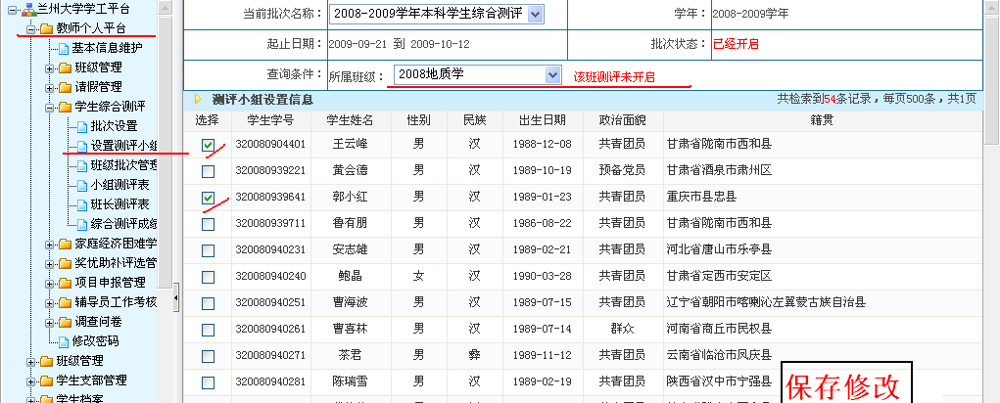 兰州大学学工平台
教师个人平台
基本信息维护
班级管理
请假管理
学生综合测评
批次设置
设置测评小组
班级批次管理
小组测评表
班长测评表
综合测评成绩
家庭经济困难学
奖优助补评选管
项目申报管理
辅导员工作考核
调查问卷
修改密码
班级管理
学生支部管理
学生档案
当前批次名称： 2008-2009学年本科学生综合测评 学年： 2008-2009学年
起止日期： 2009-09-21 到 2009-10-12 批次状态： 已经开启
查询条件： 所属班级： 2008地质学 该班测评未开启
测评小组设置信息 共检索到54条记录，每页500条，共1页
选择 学生学号 学生姓名 性别 民族 出生日期 政治面貌 籍贯
320080904401 王云峰 男 汉 1988-12-08 共青团员 甘肃省陇南市西和县
320080939221 黄会德 男 汉 1989-10-19 预备党员 甘肃省酒泉市肃州区
320080939641 郭小红 男 汉 1989-01-23 共青团员 重庆市县忠县
320080939711 鲁有朋 男 汉 1986-08-22 共青团员 甘肃省陇南市西和县
320080940231 安志雄 男 汉 1989-02-21 共青团员 河北省唐山市乐亭县
320080940240 鲍晶 女 汉 1990-03-28 共青团员 甘肃省定西市安定区
320080940251 曹海波 男 汉 1989-07-15 共青团员 辽宁省朝阳市喀喇沁左翼蒙古族自治县
320080940261 曹喜林 男 汉 1989-07-14 群众 河南省商丘市民权县
320080940271 茶君 男 彝 1989-11-12 共青团员 云南省临沧市凤庆县
320080940281 陈瑞雪 男 汉 1989-02-19 共青团员 陕西省汉中市宁强县
保存修改